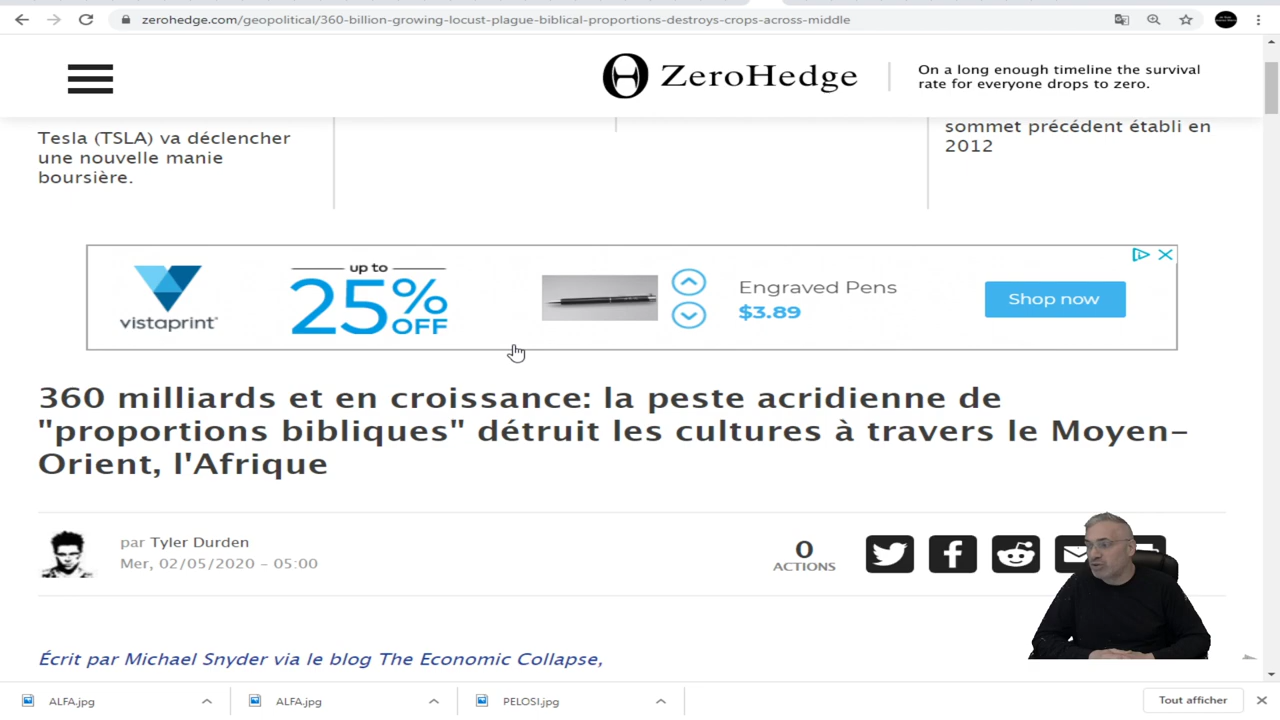 zerohedge.com/geopolitical/360-billion-growing-locust-plague-biblical-proportions-destroys-crops-across-middle
ZeroHedge
On a long enough timeline the survival
rate for everyone drops to zero.
Tesla (TSLA) va déclencher
une nouvelle manie
boursière.
sommet précédent établi en
2012
vistaprint
up to
25%
OFF
Engraved Pens
$3.89
Shop now
360 milliards et en croissance: la peste acridienne de
"proportions bibliques" détruit les cultures à travers le Moyen-
Orient, l'Afrique
par Tyler Durden
Mer, 02/05/2020 - 05:00
0
ACTIONS
Écrit par Michael Snyder via le blog The Economic Collapse,
ALFA.jpg
ALFA.jpg
PELOSI.jpg
Tout afficher